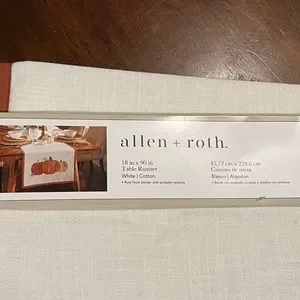 allen + roth.
18 in x 90 in
Table Runner
White | Cotton
• Rust finish border with pumpkin accents
45,72 cm x 228,6 cm
Camino de mesa
Blanco | Algodón